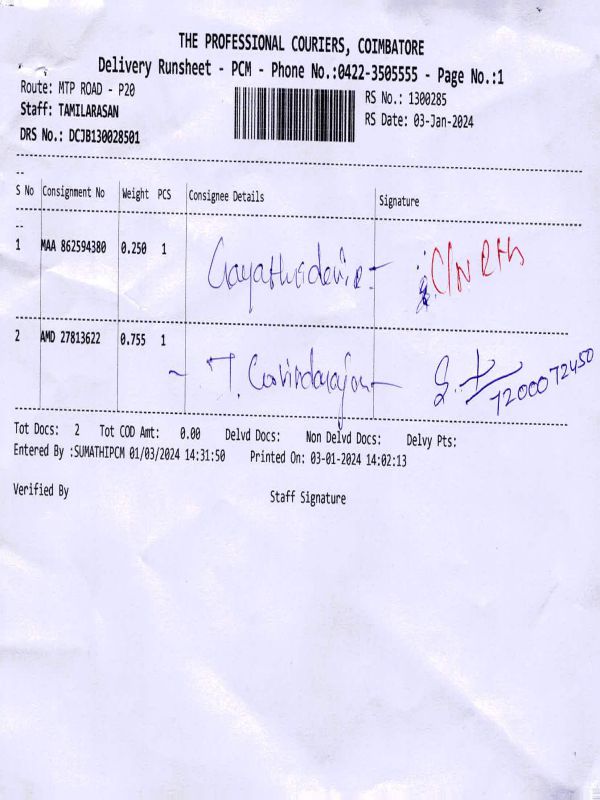 THE PROFESSIONAL COURIERS, COIMBATORE
Delivery Runsheet - PCM - Phone No.:0422-3505555 - Page No.:1
Route: MTP ROAD - P20
RS No.: 1300285
Staff: TAMILARASAN
RS Date: 03-Jan-2024
DRS No.: DCJB130028501
--
S No Consignment No Weight PCS Consignee Details Signature
--
1 MAA 862594380 0.250 1 Gayathridevi
2 AMD 27813622 0.755 1 T. Govindarajan 7200072450
Tot Docs: 2 Tot COD Amt: 0.00 Delvd Docs: Non Delvd Docs: Delvy Pts:
Entered By :SUMATHIPCM 01/03/2024 14:31:50 Printed On: 03-01-2024 14:02:13
Verified By Staff Signature